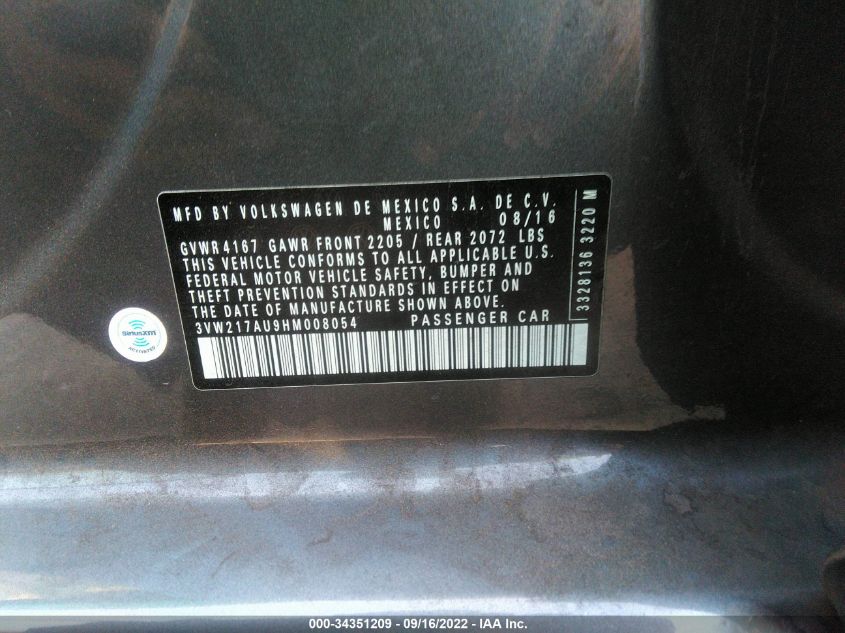 MFD BY VOLKSWAGEN DE MEXICO S.A. DE C.V.
MEXICO 08/16
GVWR 4167 GAWR FRONT 2205 / REAR 2072 LBS
THIS VEHICLE CONFORMS TO ALL APPLICABLE U.S.
FEDERAL MOTOR VEHICLE SAFETY, BUMPER AND
THEFT PREVENTION STANDARDS IN EFFECT ON
THE DATE OF MANUFACTURE SHOWN ABOVE.
3VW217AU9HM008054 PASSENGER CAR
3328136 3220 M
SiriusXM
ACTIVATED
000-34351209 - 09/16/2022 - IAA Inc.